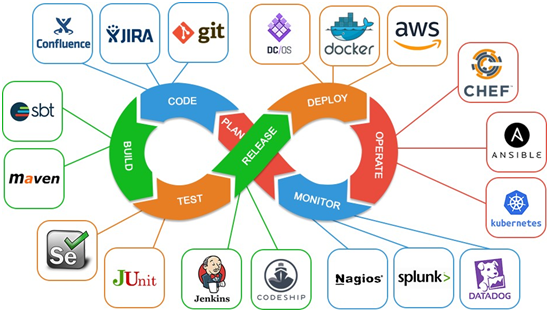 Confluence
JIRA
git
DC/OS
docker
aws
CHEF
sbt
CODE
DEPLOY
PLAN
RELEASE
OPERATE
ANSIBLE
BUILD
maven
TEST
MONITOR
kubernetes
Se
JUnit
Jenkins
CODESHIP
Nagios®
splunk>
DATADOG